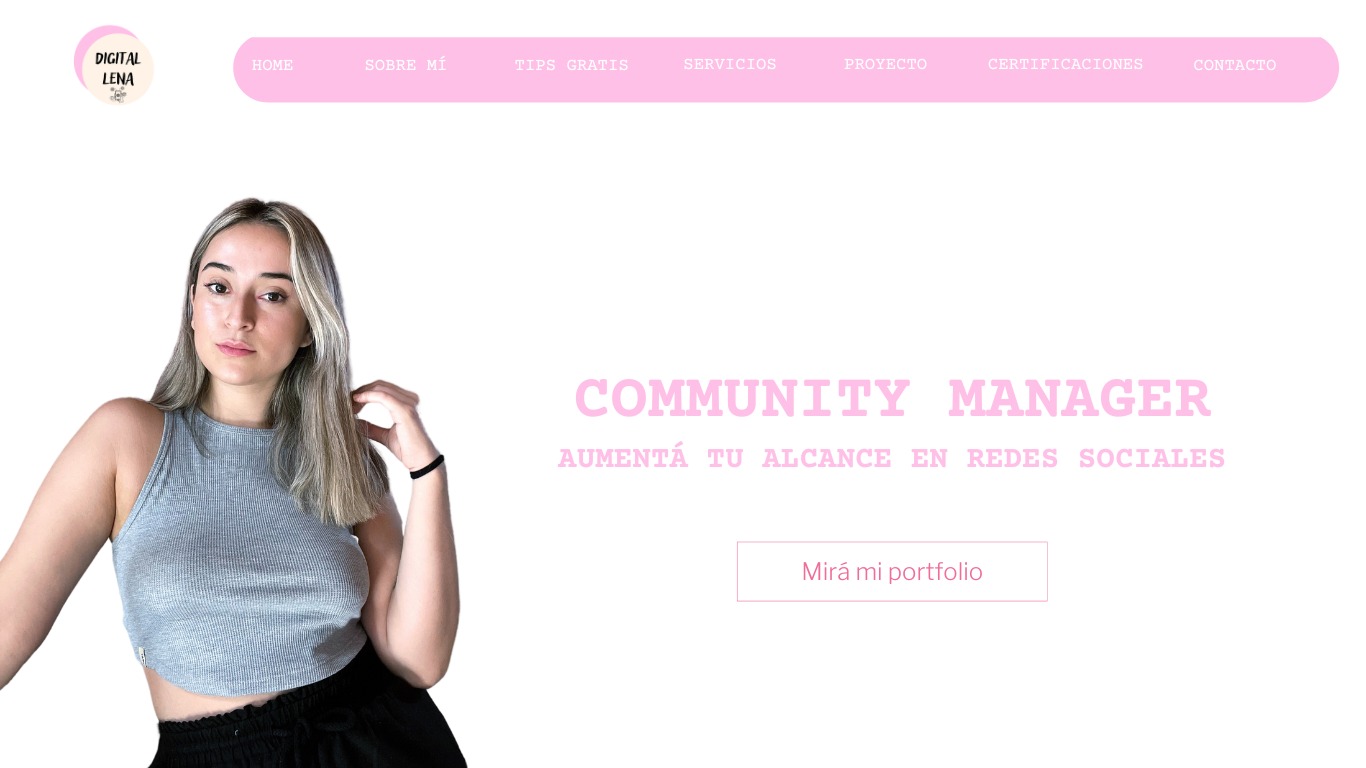 DIGITAL
LENA
HOME
SOBRE MÍ
TIPS GRATIS
SERVICIOS
PROYECTO
CERTIFICACIONES
CONTACTO
COMMUNITY MANAGER
AUMENTÁ TU ALCANCE EN REDES SOCIALES
Mirá mi portfolio